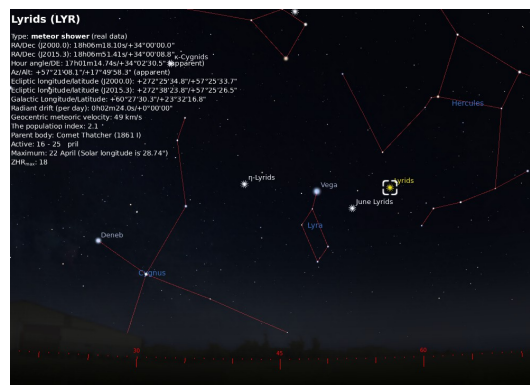 Lyrids (LYR)
Type: meteor shower (real data)
RA/Dec (J2000.0): 18h06m18.10s/+34°00'00.0"
RA/Dec (J2015.3): 18h06m51.41s/+34°00'08.8"
Hour angle/DE: 17h01m14.74s/+34°02'30.5" (apparent)
κ-Cygnids
Az/Alt: +57°21'08.1"/+17°49'58.3" (apparent)
Ecliptic longitude/latitude (J2000.0): +272°25'34.8"/+57°25'33.7"
Ecliptic longitude/latitude (J2015.3): +272°38'23.8"/+57°25'26.5"
Galactic Longitude/Latitude: +60°27'30.3"/+23°32'16.8"
Radiant drift (per day): 0h02m24.0s/+0°00'00"
Geocentric meteoric velocity: 49 km/s
The population index: 2.1
Parent body: Comet Thatcher (1861 I)
Active: 16 - 25 pril
Maximum: 22 April (Solar longitude is 28.74°)
ZHRmax: 18
Hercules
η-Lyrids
Vega
Lyrids
June Lyrids
Lyra
Deneb
Cygnus
30
45
60